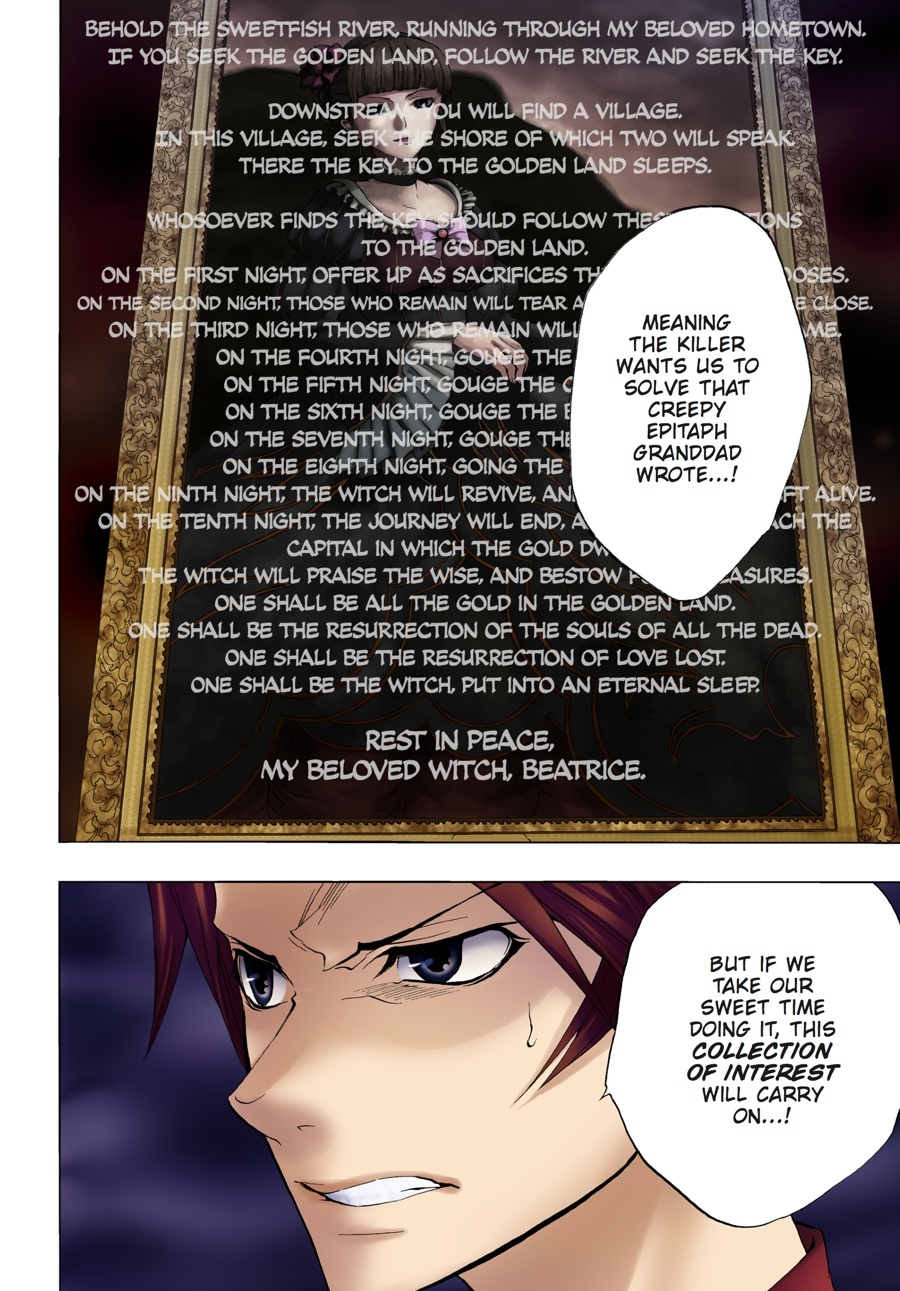 BEHOLD THE SWEETFISH RIVER, RUNNING THROUGH MY BELOVED HOMETOWN.
IF YOU SEEK THE GOLDEN LAND, FOLLOW THE RIVER AND SEEK THE KEY.
DOWNSTREAM, YOU WILL FIND A VILLAGE.
IN THIS VILLAGE, SEEK THE SHORE OF WHICH TWO WILL SPEAK.
THERE THE KEY TO THE GOLDEN LAND SLEEPS.
WHOSOEVER FINDS THE KEY SHOULD FOLLOW
TO THE GOLDEN LAND.
ON THE FIRST NIGHT, OFFER UP AS SACRIFICES
ON THE SECOND NIGHT, THOSE WHO REMAIN WILL TEAR CLOSE.
ON THE THIRD NIGHT, THOSE WHO REMAIN WILL
ON THE FOURTH NIGHT, GOUGE THE
ON THE FIFTH NIGHT, GOUGE THE
ON THE SIXTH NIGHT, GOUGE THE
ON THE SEVENTH NIGHT, GOUGE THE
ON THE EIGHTH NIGHT, GOING THE
ON THE NINTH NIGHT, THE WITCH WILL REVIVE, ALIVE.
ON THE TENTH NIGHT, THE JOURNEY WILL END, THE
CAPITAL IN WHICH THE GOLD
THE WITCH WILL PRAISE THE WISE, AND BESTOW
ONE SHALL BE ALL THE GOLD IN THE GOLDEN LAND.
ONE SHALL BE THE RESURRECTION OF THE SOULS OF ALL THE DEAD.
ONE SHALL BE THE RESURRECTION OF LOVE LOST.
ONE SHALL BE THE WITCH, PUT INTO AN ETERNAL SLEEP.
REST IN PEACE,
MY BELOVED WITCH, BEATRICE.
MEANING
THE KILLER
WANTS US TO
SOLVE THAT
CREEPY
EPITAPH
GRANDDAD
WROTE...!
BUT IF WE
TAKE OUR
SWEET TIME
DOING IT, THIS
COLLECTION
OF INTEREST
WILL CARRY
ON...!